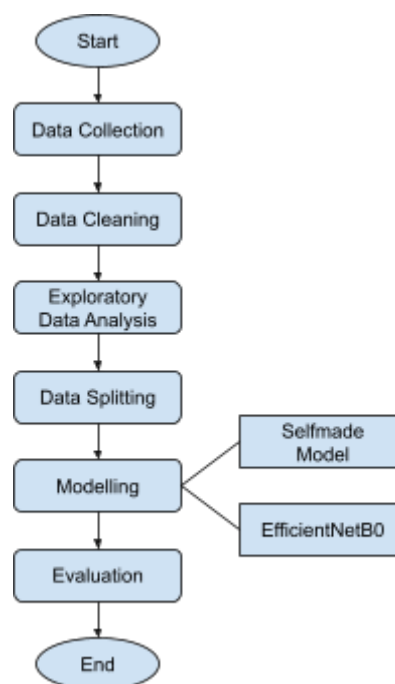 Start
Data Collection
Data Cleaning
Exploratory
Data Analysis
Data Splitting
Modelling
Selfmade
Model
EfficientNetB0
Evaluation
End